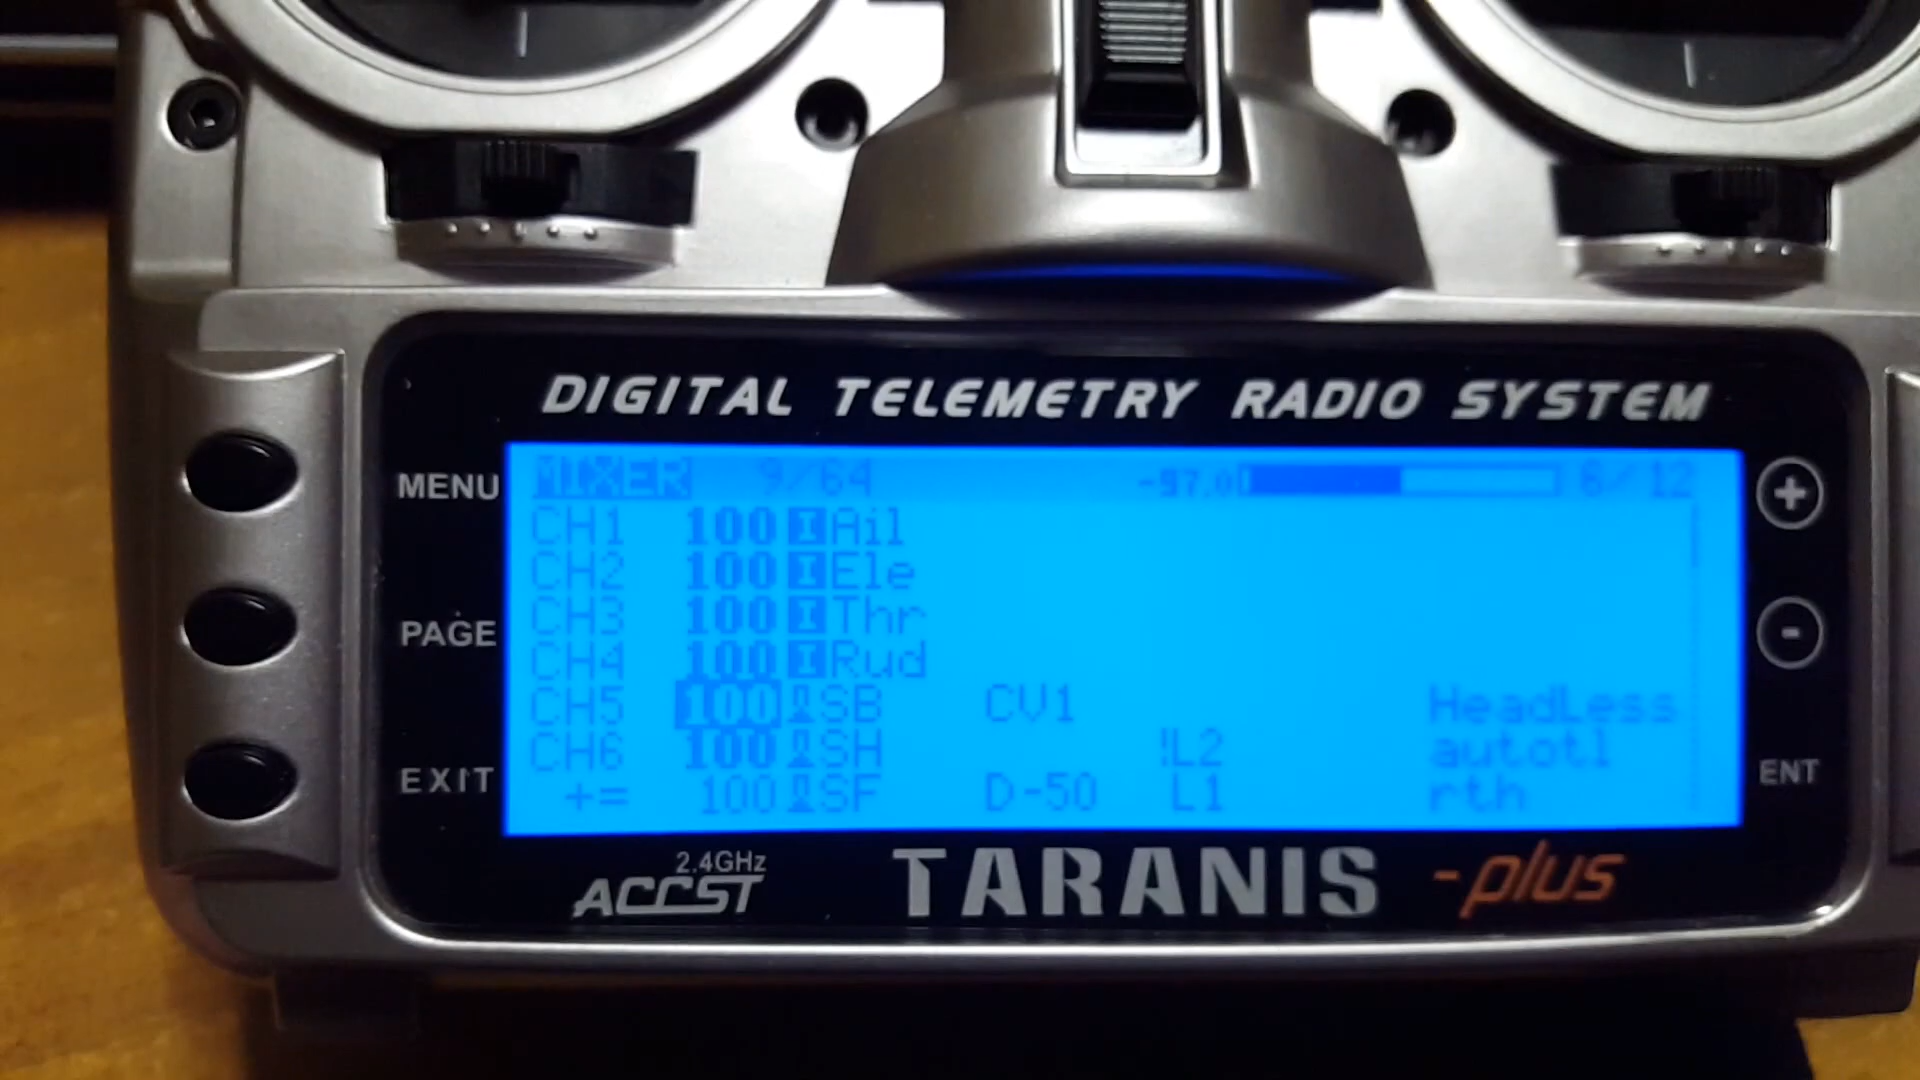 DIGITAL TELEMETRY RADIO SYSTEM
MENU
PAGE
EXIT
MIXER 9/64 -97.0 6/12
CH1 100 I Ail
CH2 100 I Ele
CH3 100 I Thr
CH4 100 I Rud
CH5 100 SB CV1 HeadLess
CH6 100 SH !L2 autotl
+= 100 SF D-50 L1 rth
+
-
ENT
2.4GHz
ACCST
TARANIS -plus